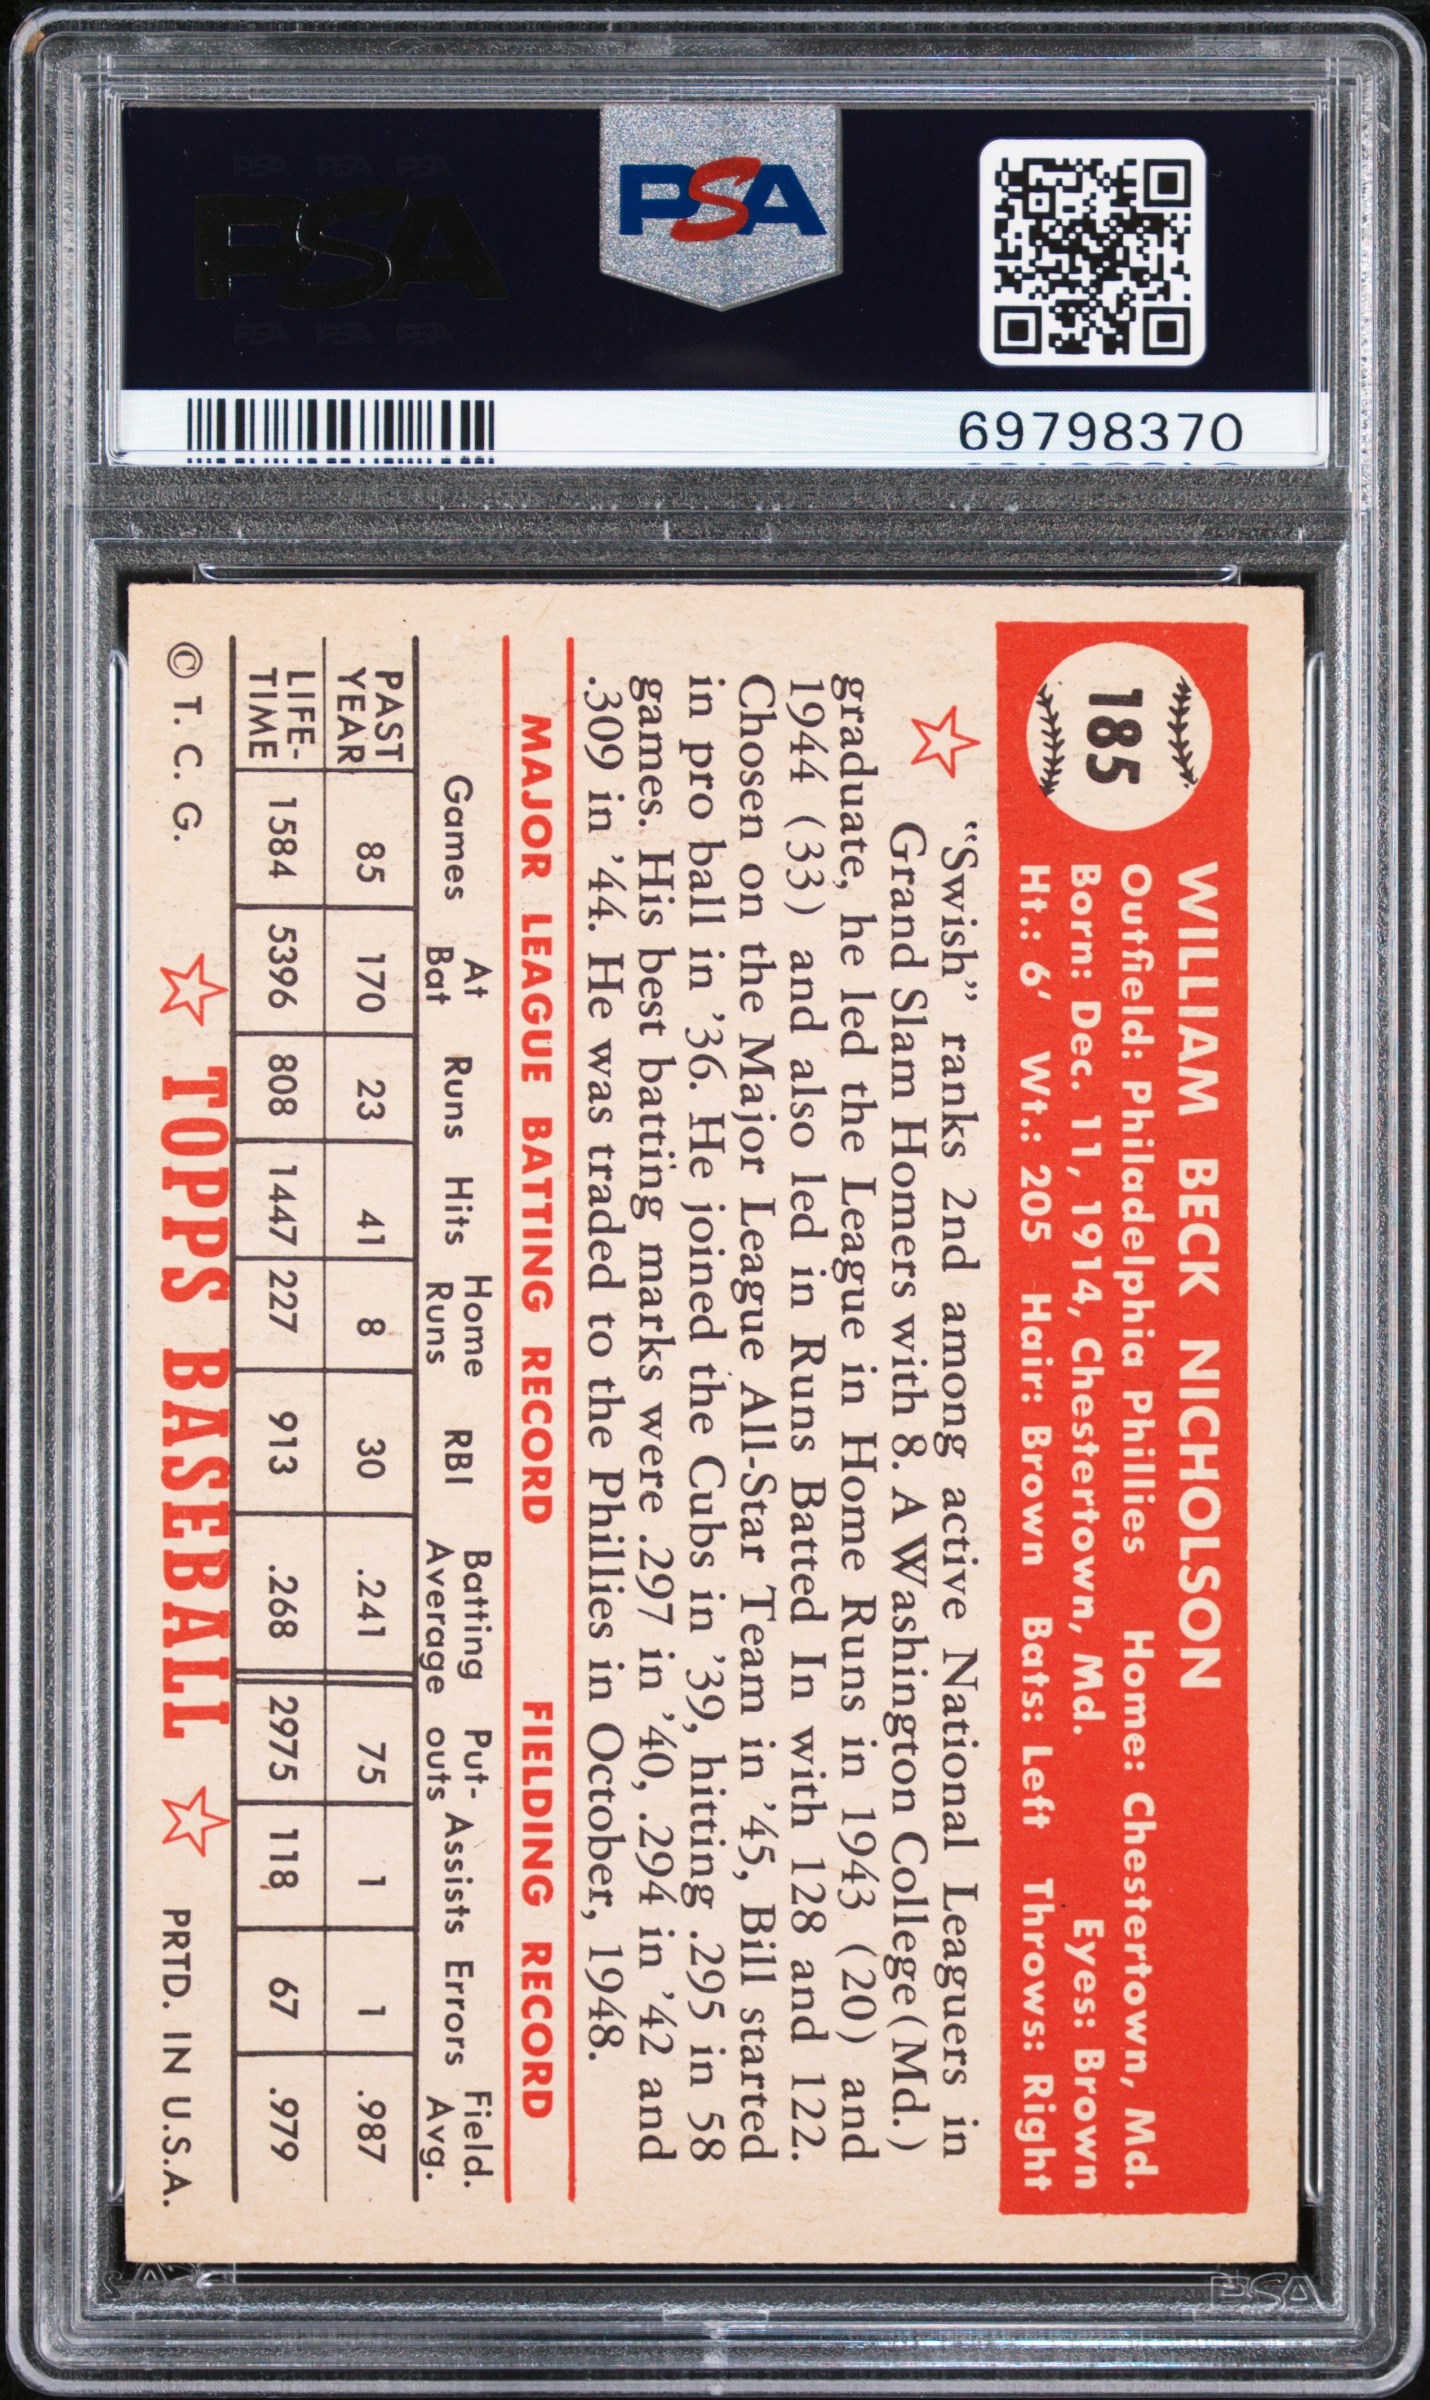 PSA PSA PSA
PSA
PSA PSA PSA
PSA
69798370
185
WILLIAM BECK NICHOLSON
Outfield: Philadelphia Phillies Home: Chestertown, Md.
Born: Dec. 11, 1914, Chestertown, Md. Eyes: Brown
Ht.: 6′ Wt.: 205 Hair: Brown Bats: Left Throws: Right
“Swish” ranks 2nd among active National Leaguers in
Grand Slam Homers with 8. A Washington College (Md.)
graduate, he led the League in Home Runs in 1943 (20) and
1944 (33) and also led in Runs Batted In with 128 and 122.
Chosen on the Major League All-Star Team in ’45, Bill started
in pro ball in ’36. He joined the Cubs in ’39, hitting .295 in 58
games. His best batting marks were .297 in ’40, .294 in ’42 and
.309 in ’44. He was traded to the Phillies in October, 1948.
MAJOR LEAGUE BATTING RECORD FIELDING RECORD
Games At Bat Runs Hits Home Runs RBI Batting Average Put-outs Assists Errors Field. Avg.
PAST YEAR 85 170 23 41 8 30 .241 75 1 1 .987
LIFE-TIME 1584 5396 808 1447 227 913 .268 2975 118 67 .979
© T. C. G. TOPPS BASEBALL PRTD. IN U.S.A.
PSA